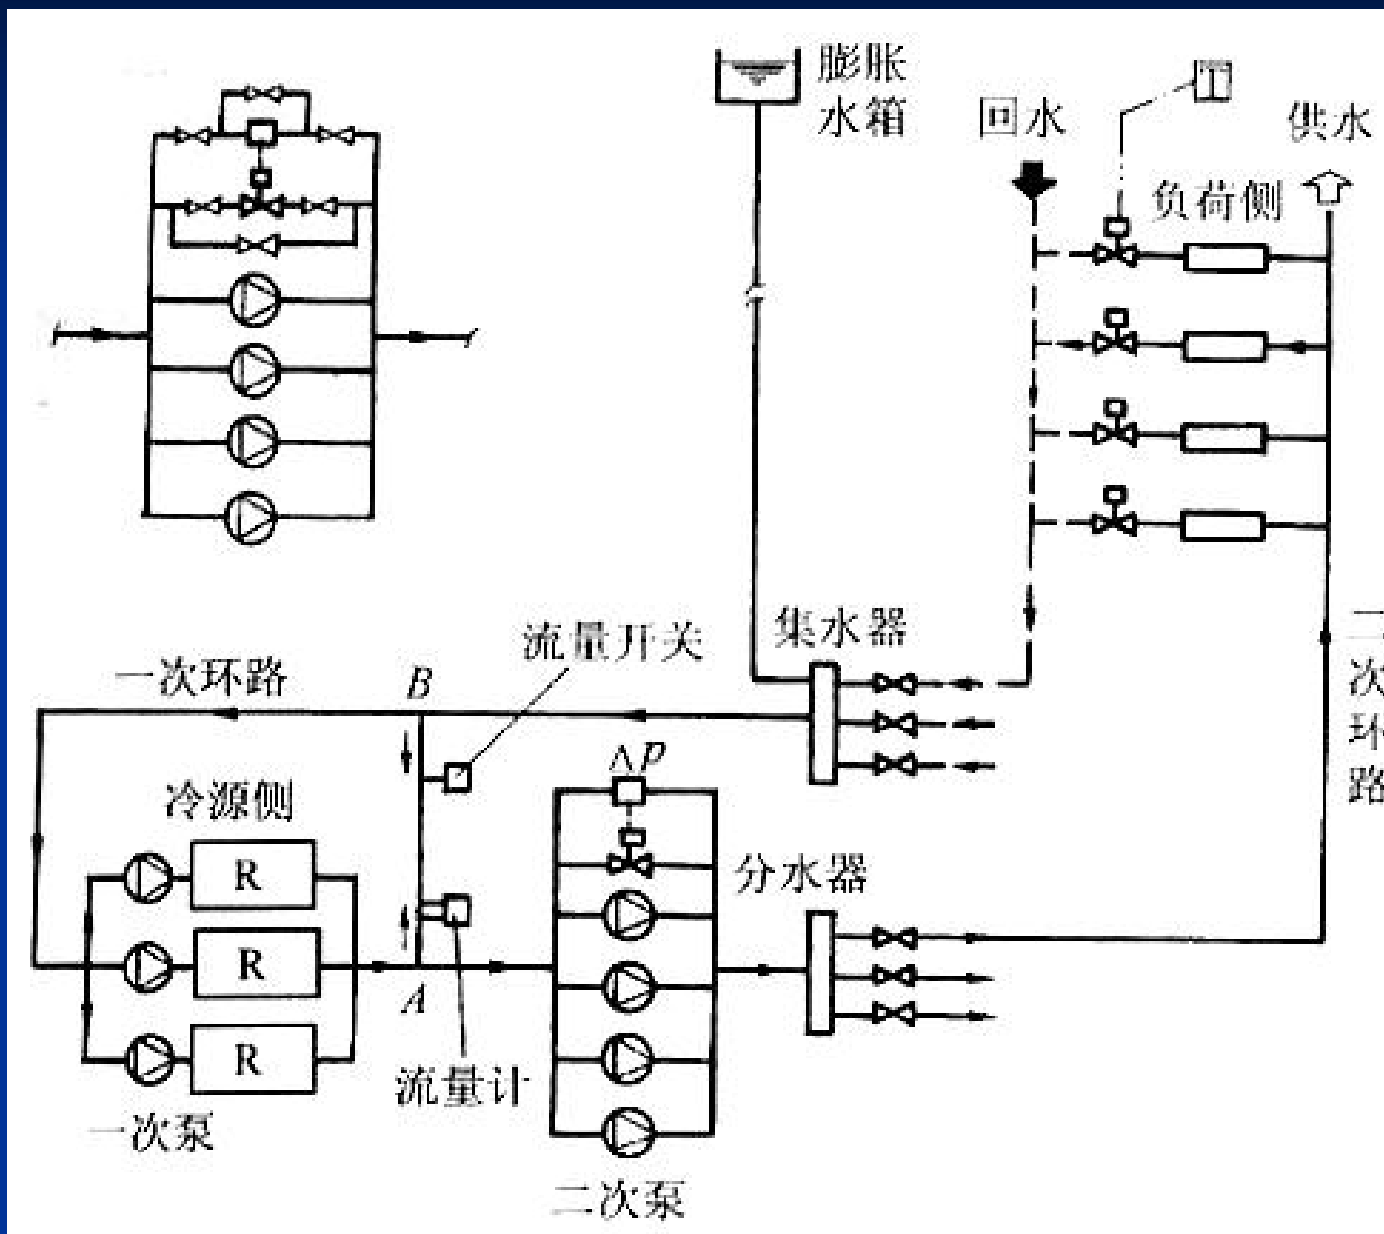 膨胀
水箱
回水
供水
负荷侧
集水器
流量开关
一次环路
B
二
次
环
路
Δp
冷源侧
R
分水器
R
A
R
流量计
一次泵
二次泵